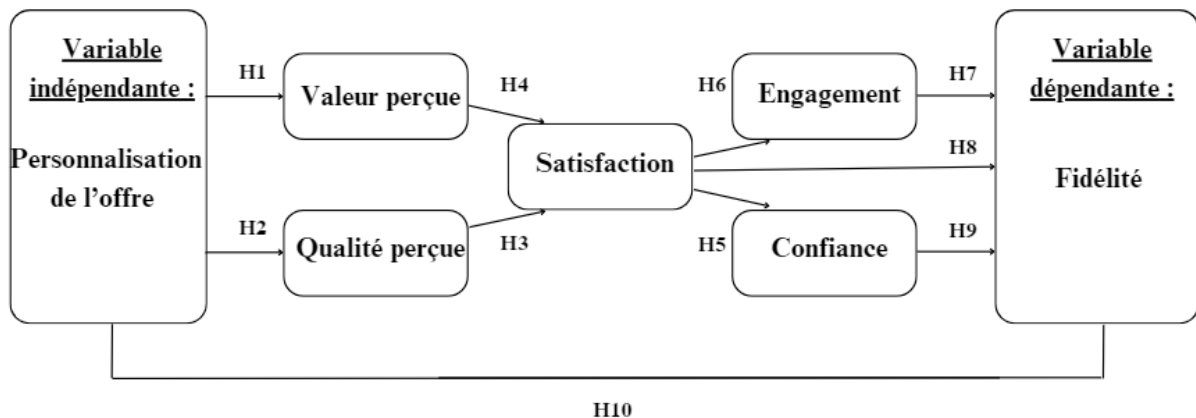 Variable
indépendante :
Personnalisation
de l’offre
H1
H2
Valeur perçue
Qualité perçue
H4
H3
Satisfaction
H6
H5
Engagement
Confiance
H7
H8
H9
Variable
dépendante :
Fidélité
H10